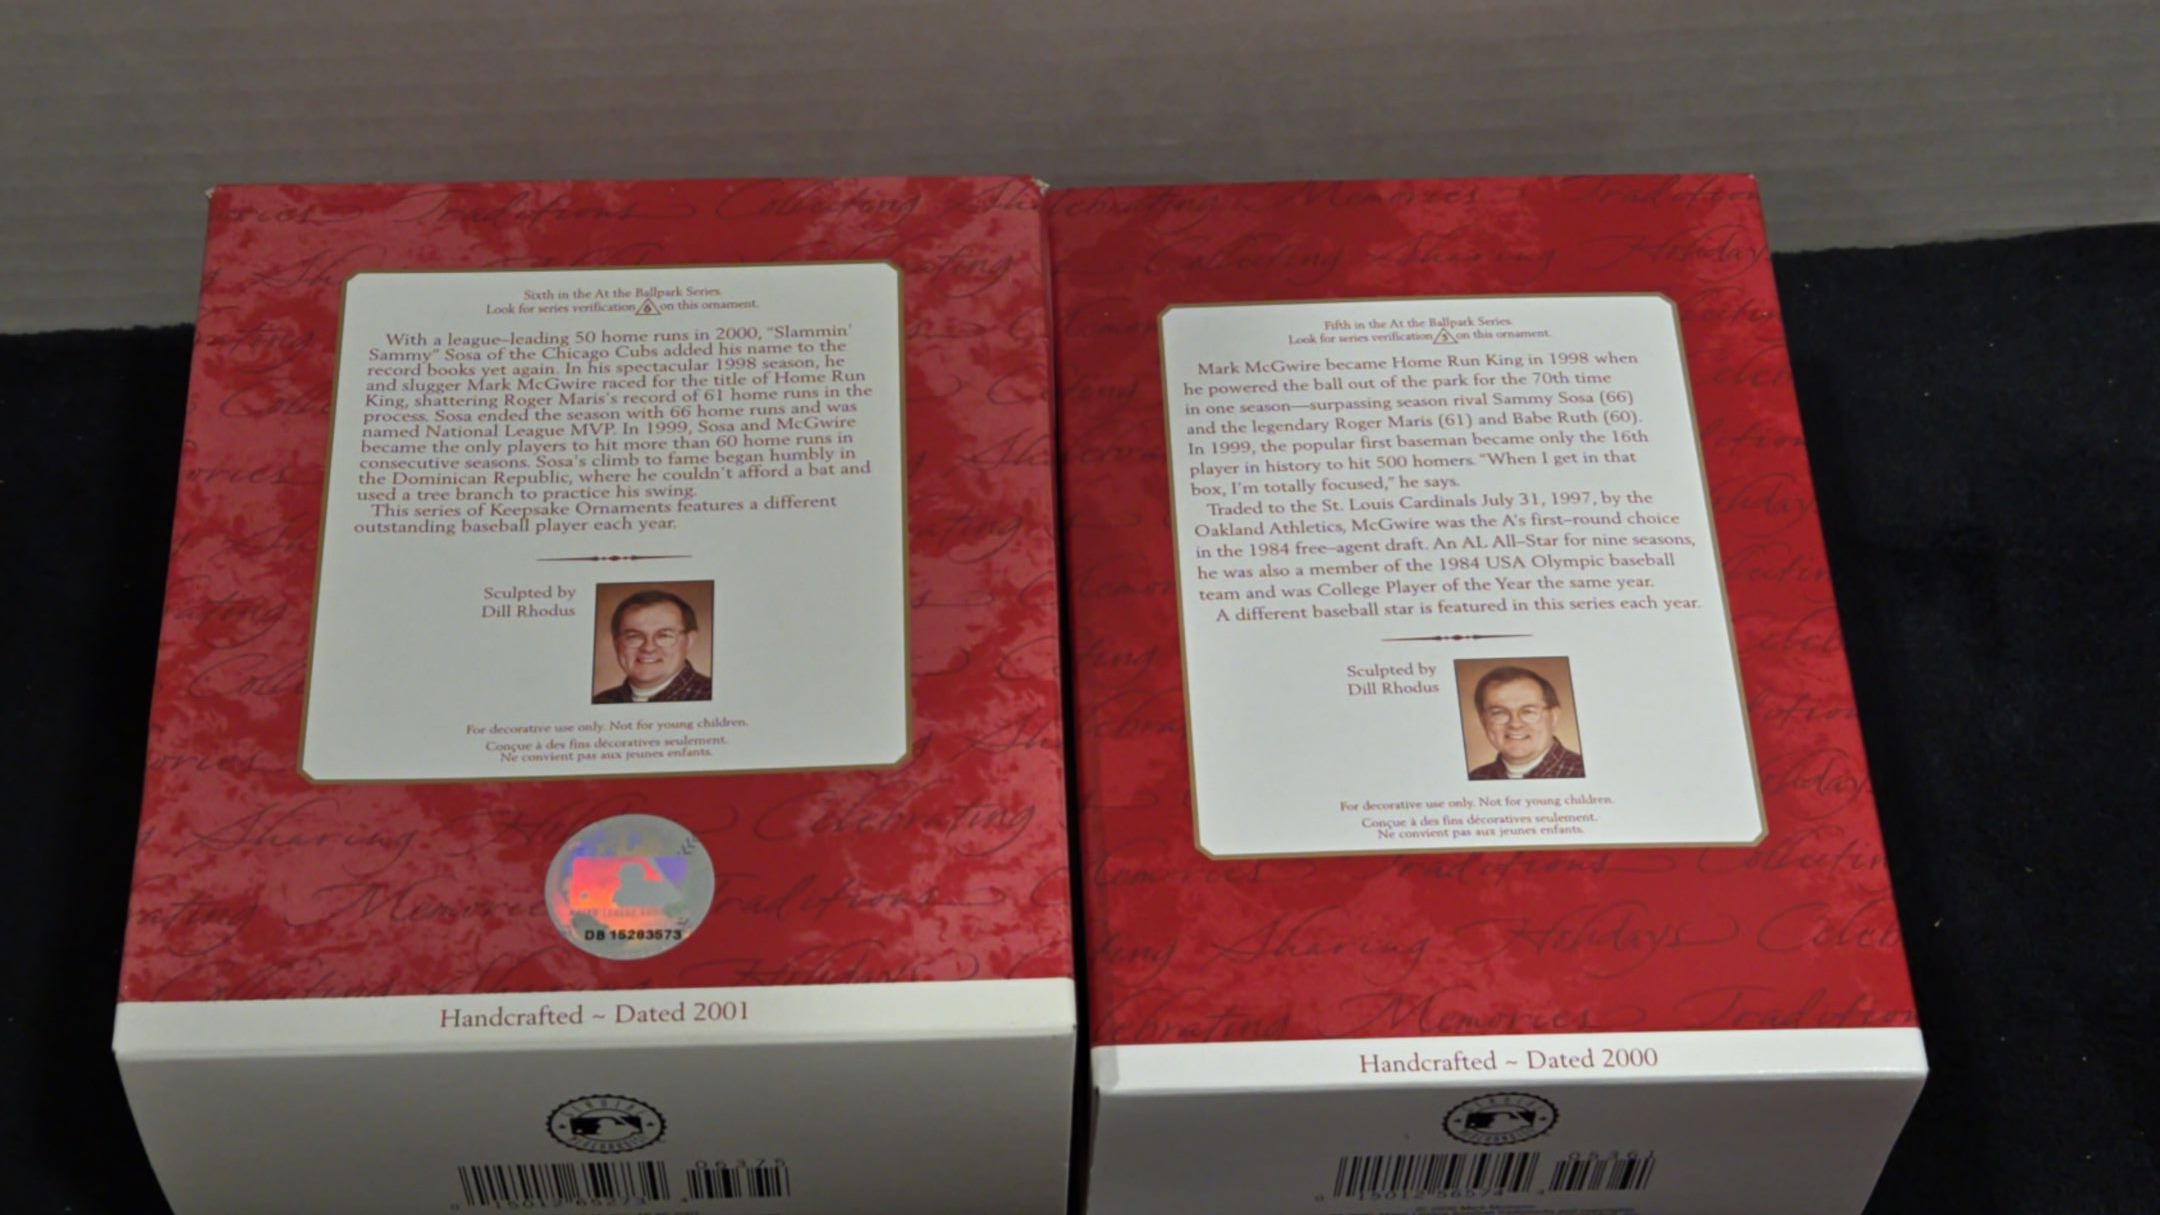 Sixth in the At the Ballpark Series.
Look for series verification 6 on this ornament.
With a league-leading 50 home runs in 2000, "Slammin'
Sammy" Sosa of the Chicago Cubs added his name to the
record books yet again. In his spectacular 1998 season, he
and slugger Mark McGwire raced for the title of Home Run
King, shattering Roger Maris's record of 61 home runs in the
process. Sosa ended the season with 66 home runs and was
named National League MVP. In 1999, Sosa and McGwire
became the only players to hit more than 60 home runs in
consecutive seasons. Sosa's climb to fame began humbly in
the Dominican Republic, where he couldn't afford a bat and
used a tree branch to practice his swing.
This series of Keepsake Ornaments features a different
outstanding baseball player each year.
Sculpted by
Dill Rhodus
For decorative use only. Not for young children.
Conçue à des fins décoratives seulement.
Ne convient pas aux jeunes enfants.
DB 15283573
Handcrafted ~ Dated 2001
Fifth in the At the Ballpark Series.
Look for series verification 5 on this ornament.
Mark McGwire became Home Run King in 1998 when
he powered the ball out of the park for the 70th time
in one season—surpassing season rival Sammy Sosa (66)
and the legendary Roger Maris (61) and Babe Ruth (60).
In 1999, the popular first baseman became only the 16th
player in history to hit 500 homers. "When I get in that
box, I'm totally focused," he says.
Traded to the St. Louis Cardinals July 31, 1997, by the
Oakland Athletics, McGwire was the A's first-round choice
in the 1984 free-agent draft. An AL All-Star for nine seasons,
he was also a member of the 1984 USA Olympic baseball
team and was College Player of the Year the same year.
A different baseball star is featured in this series each year.
Sculpted by
Dill Rhodus
For decorative use only. Not for young children.
Conçue à des fins décoratives seulement.
Ne convient pas aux jeunes enfants.
Handcrafted ~ Dated 2000